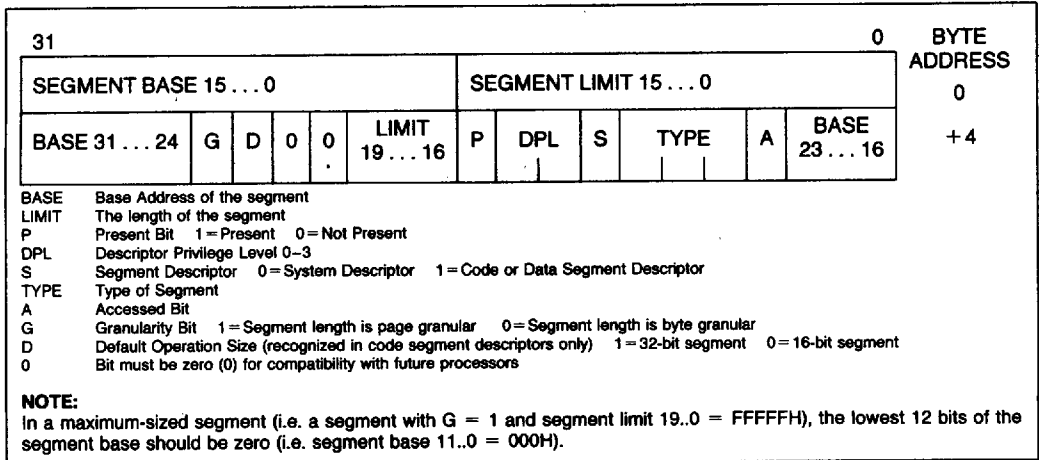 31 0 BYTE ADDRESS
SEGMENT BASE 15...0 SEGMENT LIMIT 15...0 0
BASE 31...24 G D 0 0 LIMIT 19...16 P DPL S TYPE A BASE 23...16 +4
BASE Base Address of the segment
LIMIT The length of the segment
P Present Bit 1=Present 0=Not Present
DPL Descriptor Privilege Level 0–3
S Segment Descriptor 0=System Descriptor 1=Code or Data Segment Descriptor
TYPE Type of Segment
A Accessed Bit
G Granularity Bit 1=Segment length is page granular 0=Segment length is byte granular
D Default Operation Size (recognized in code segment descriptors only) 1=32-bit segment 0=16-bit segment
0 Bit must be zero (0) for compatibility with future processors
NOTE:
In a maximum-sized segment (i.e. a segment with G = 1 and segment limit 19..0 = FFFFFH), the lowest 12 bits of the
segment base should be zero (i.e. segment base 11..0 = 000H).